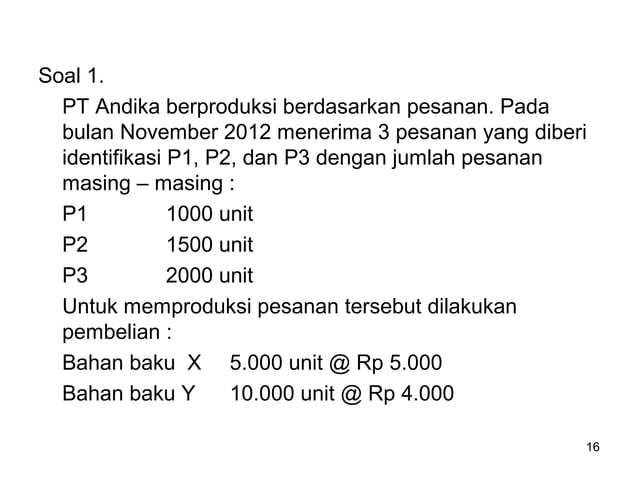 Soal 1.
PT Andika berproduksi berdasarkan pesanan. Pada
bulan November 2012 menerima 3 pesanan yang diberi
identifikasi P1, P2, dan P3 dengan jumlah pesanan
masing – masing :
P1 1000 unit
P2 1500 unit
P3 2000 unit
Untuk memproduksi pesanan tersebut dilakukan
pembelian :
Bahan baku X 5.000 unit @ Rp 5.000
Bahan baku Y 10.000 unit @ Rp 4.000
16